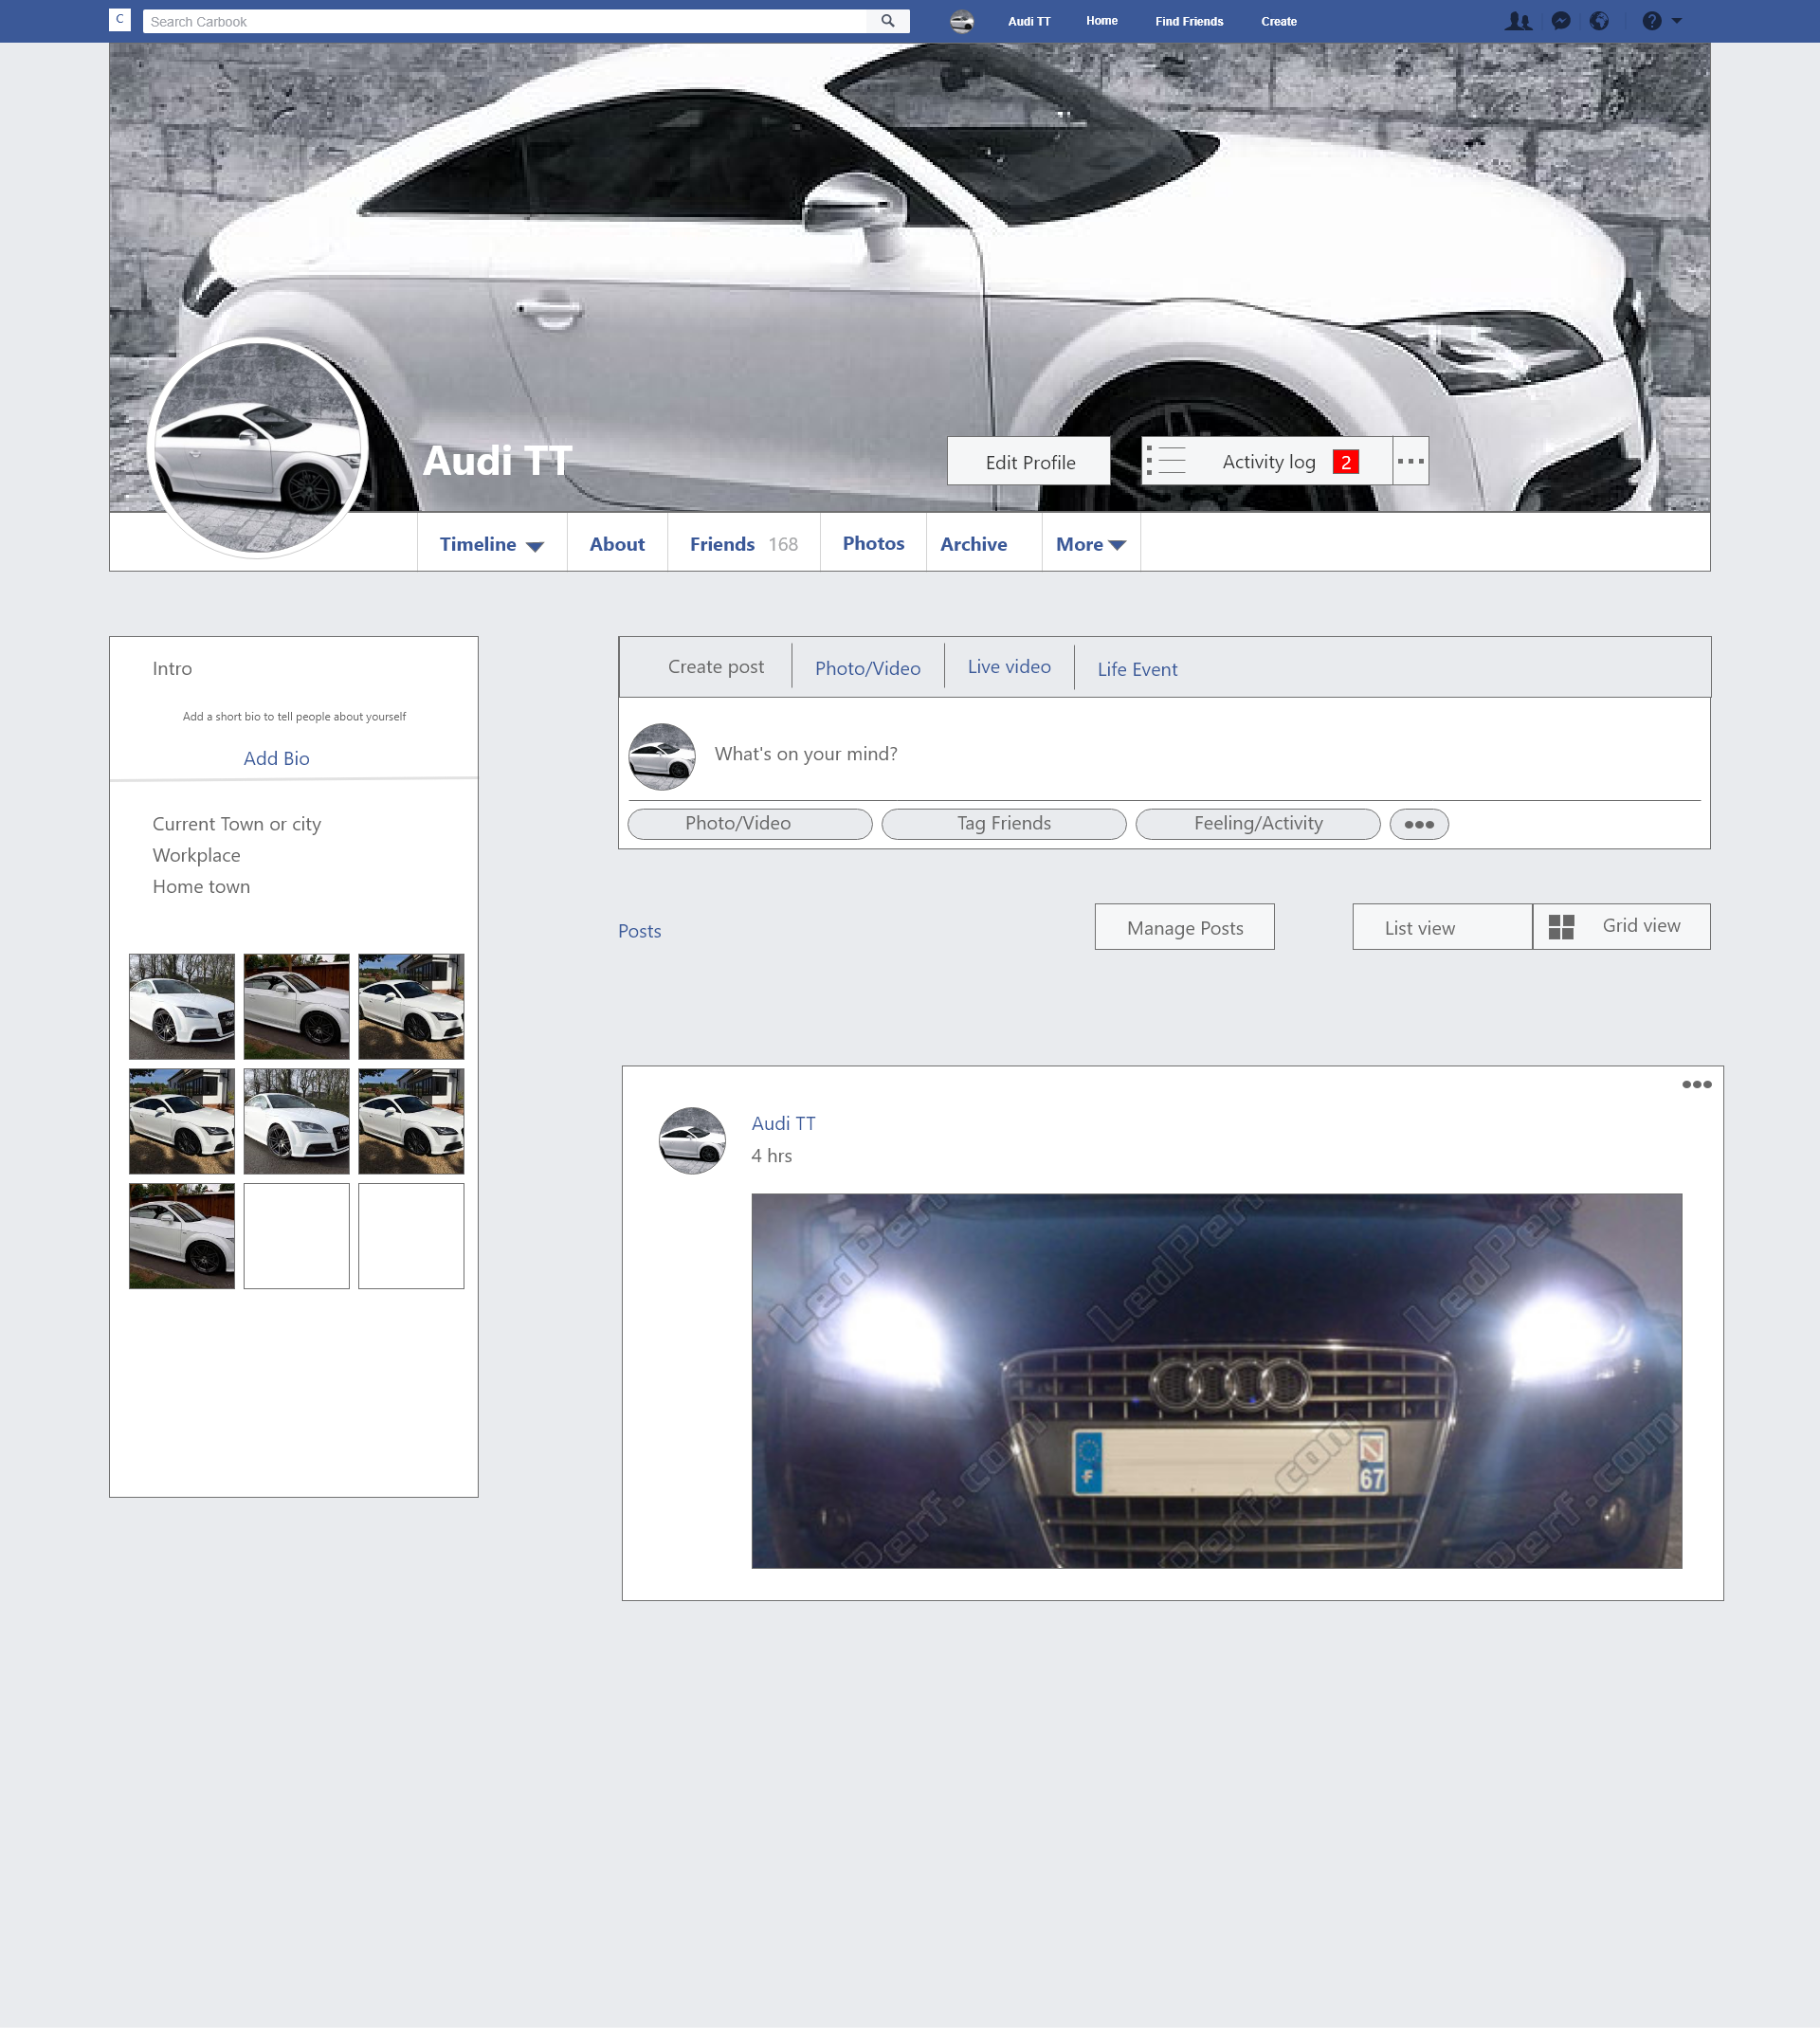 C
Search Carbook
Audi TT
Home
Find Friends
Create
Audi TT
Edit Profile
Activity log 2
Timeline
About
Friends 168
Photos
Archive
More
Intro
Add a short bio to tell people about yourself
Add Bio
Current Town or city
Workplace
Home town
Create post
Photo/Video
Live video
Life Event
What's on your mind?
Photo/Video
Tag Friends
Feeling/Activity
Posts
Manage Posts
List view
Grid view
Audi TT
4 hrs
LedPerf
LedPerf
LedPerf
F
67
Perf.com
Perf.com
Perf.com